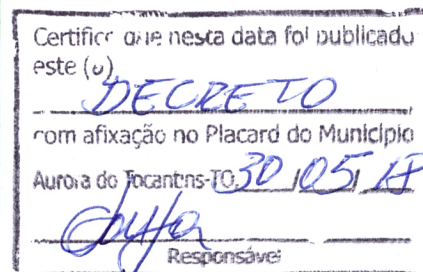 Certifico que nesta data foi publicado
este (o)
DECRETO
com afixação no Placard do Município
Aurora do Tocantins-TO 30 / 05 / 18
Responsável